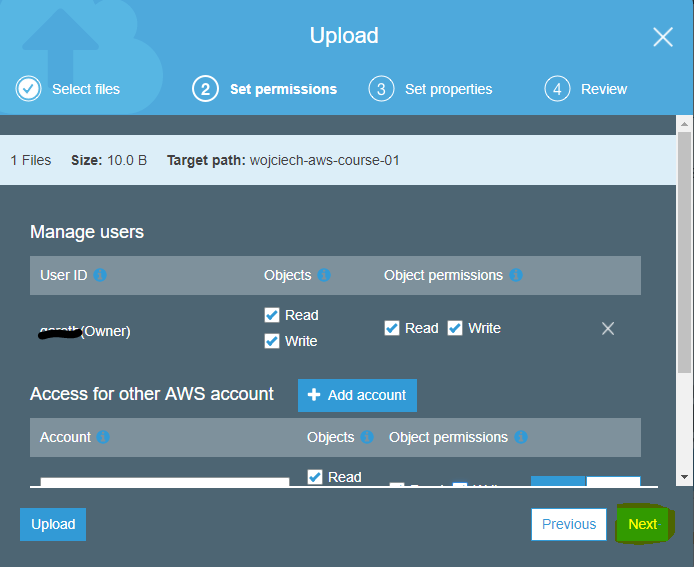 Upload
Select files 2 Set permissions 3 Set properties 4 Review
1 Files Size: 10.0 B Target path: wojciech-aws-course-01
Manage users
User ID Objects Object permissions
Read
(Owner) Read Write
Write
Access for other AWS account Add account
Account Objects Object permissions
Read
Upload Previous Next